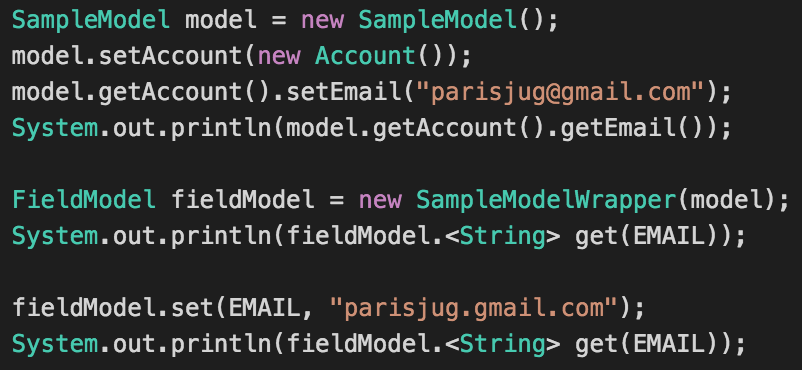 SampleModel model = new SampleModel();
model.setAccount(new Account());
model.getAccount().setEmail("parisjug@gmail.com");
System.out.println(model.getAccount().getEmail());
FieldModel fieldModel = new SampleModelWrapper(model);
System.out.println(fieldModel.<String> get(EMAIL));
fieldModel.set(EMAIL, "parisjug.gmail.com");
System.out.println(fieldModel.<String> get(EMAIL));